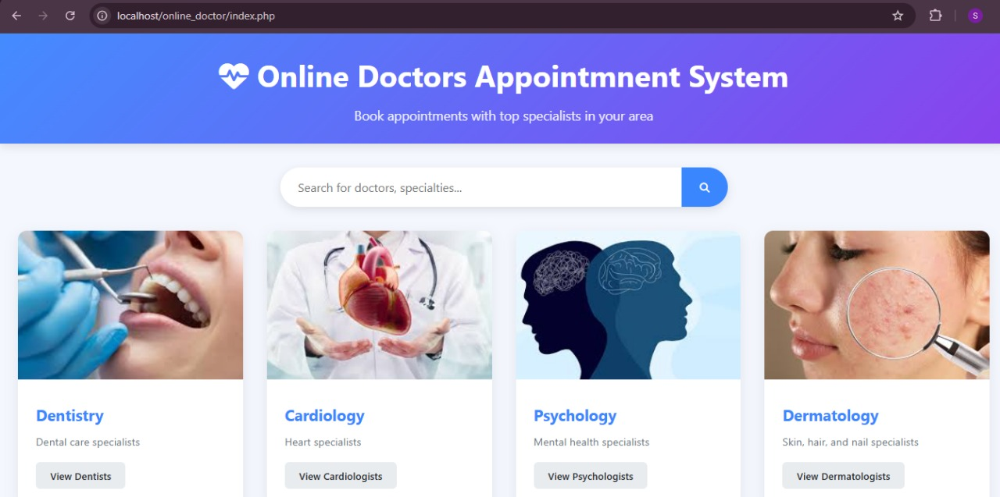 localhost/online_doctor/index.php
S
Online Doctors Appointmnent System
Book appointments with top specialists in your area
Search for doctors, specialties...
Dentistry
Dental care specialists
View Dentists
Cardiology
Heart specialists
View Cardiologists
Psychology
Mental health specialists
View Psychologists
Dermatology
Skin, hair, and nail specialists
View Dermatologists